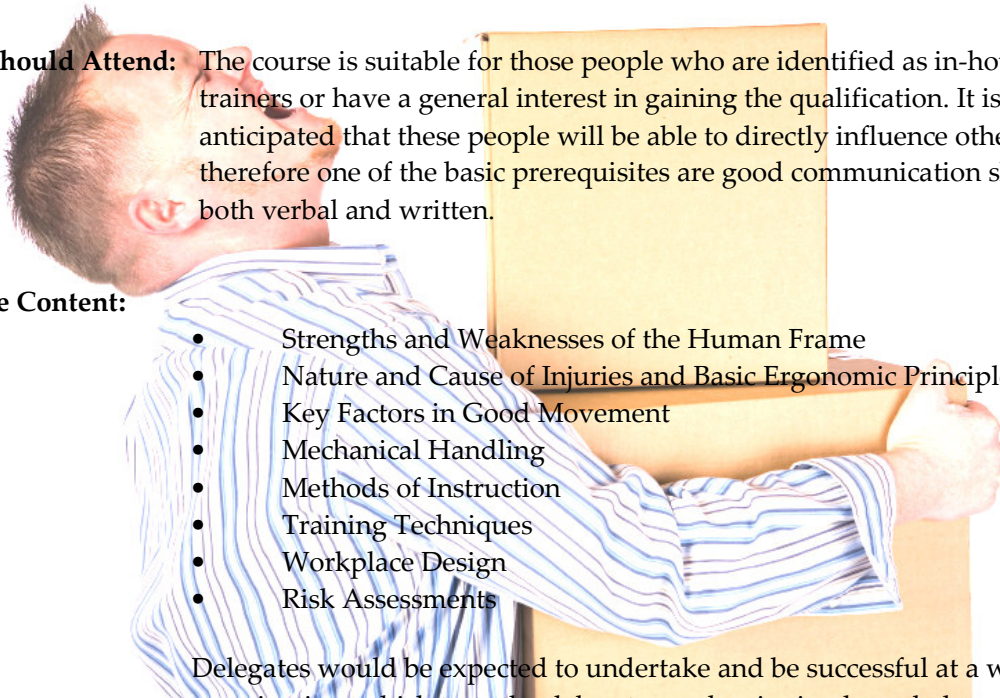 hould Attend: The course is suitable for those people who are identified as in-hou
trainers or have a general interest in gaining the qualification. It is
anticipated that these people will be able to directly influence othe
therefore one of the basic prerequisites are good communication s
both verbal and written.
e Content:
• Strengths and Weaknesses of the Human Frame
• Nature and Cause of Injuries and Basic Ergonomic Principl
• Key Factors in Good Movement
• Mechanical Handling
• Methods of Instruction
• Training Techniques
• Workplace Design
• Risk Assessments
Delegates would be expected to undertake and be successful at a w